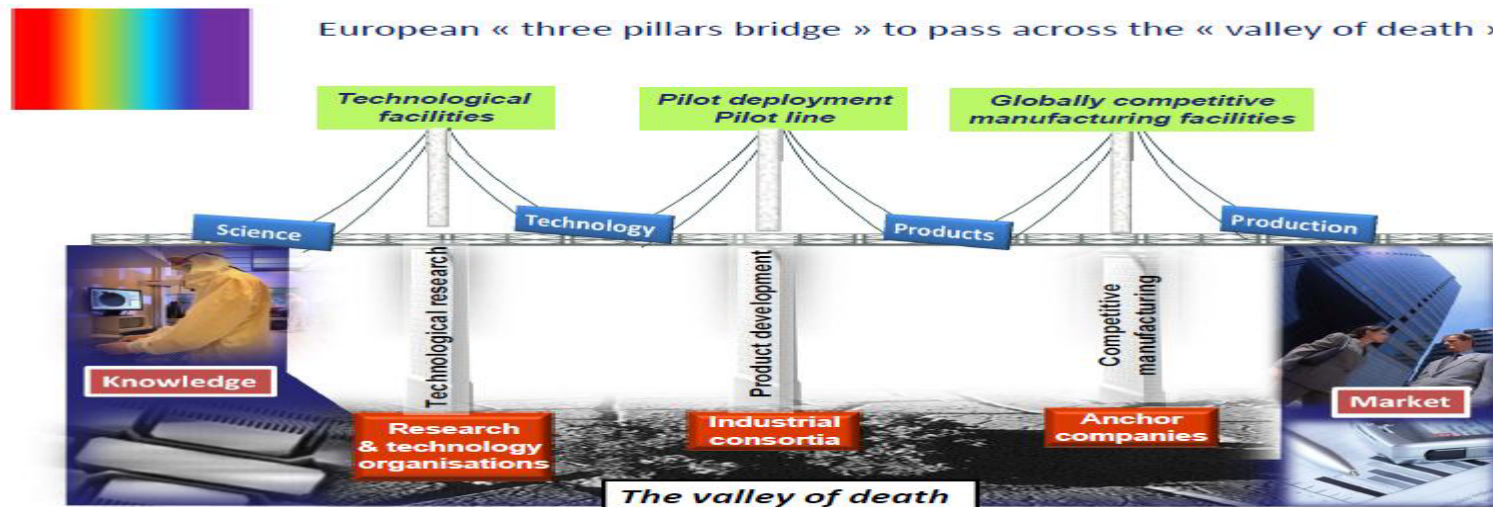 European « three pillars bridge » to pass across the « valley of death »
Technological
facilities
Pilot deployment
Pilot line
Globally competitive
manufacturing facilities
Science
Technology
Products
Production
Technological research
Product development
Competitive
manufacturing
Knowledge
Market
Research
& technology
organisations
Industrial
consortia
Anchor
companies
The valley of death